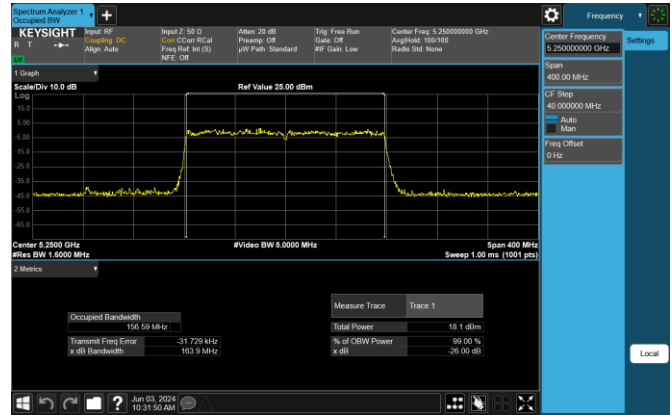 Spectrum Analyzer 1
Occupied BW
KEYSIGHT
R T
Input: RF
Coupling: DC
Align: Auto
Input Z: 50 Ω
Corr CCorr RCal
Freq Ref: Int (S)
NFE: Off
Atten: 20 dB
Preamp: Off
µW Path: Standard
Trig: Free Run
Gate: Off
#IF Gain: Low
Center Freq: 5.250000000 GHz
Avg|Hold: 100/100
Radio Std: None
1 Graph
Scale/Div 10.0 dB
Ref Value 25.00 dBm
Log
15.0
5.00
-5.00
-15.0
-25.0
-35.0
-45.0
-55.0
-65.0
Center 5.2500 GHz
#Video BW 5.0000 MHz
Span 400 MHz
#Res BW 1.6000 MHz
Sweep 1.00 ms (1001 pts)
2 Metrics
Measure Trace
Trace 1
Occupied Bandwidth
156.59 MHz
Total Power
18.1 dBm
Transmit Freq Error
-31.729 kHz
% of OBW Power
99.00 %
x dB Bandwidth
163.9 MHz
x dB
-26.00 dB
Jun 03, 2024
10:31:50 AM
Frequency
Settings
Center Frequency
5.250000000 GHz
Span
400.00 MHz
CF Step
40.000000 MHz
Auto
Man
Freq Offset
0 Hz
Local